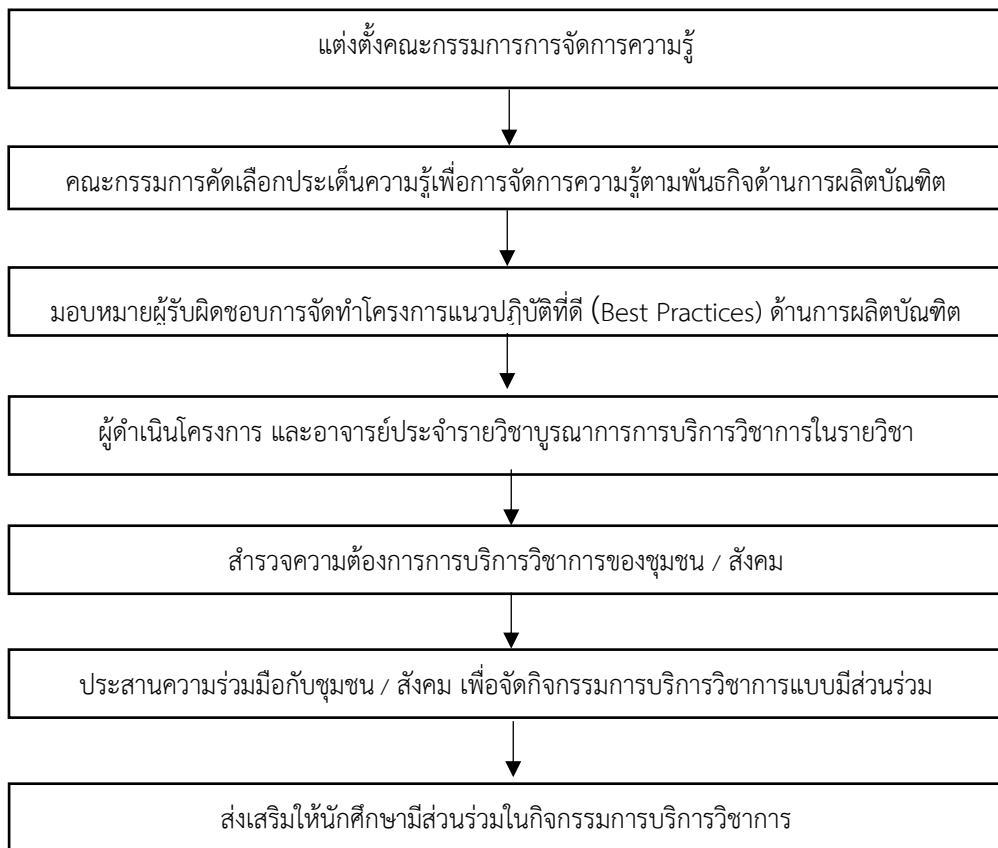 แต่งตั้งคณะกรรมการการจัดการความรู้
คณะกรรมการคัดเลือกประเด็นความรู้เพื่อการจัดการความรู้ตามพันธกิจด้านการผลิตบัณฑิต
มอบหมายผู้รับผิดชอบการจัดทำโครงการแนวปฏิบัติที่ดี (Best Practices) ด้านการผลิตบัณฑิต
ผู้ดำเนินโครงการ และอาจารย์ประจำรายวิชาบูรณาการการบริการวิชาการในรายวิชา
สำรวจความต้องการการบริการวิชาการของชุมชน / สังคม
ประสานความร่วมมือกับชุมชน / สังคม เพื่อจัดกิจกรรมการบริการวิชาการแบบมีส่วนร่วม
ส่งเสริมให้นักศึกษามีส่วนร่วมในกิจกรรมการบริการวิชาการ